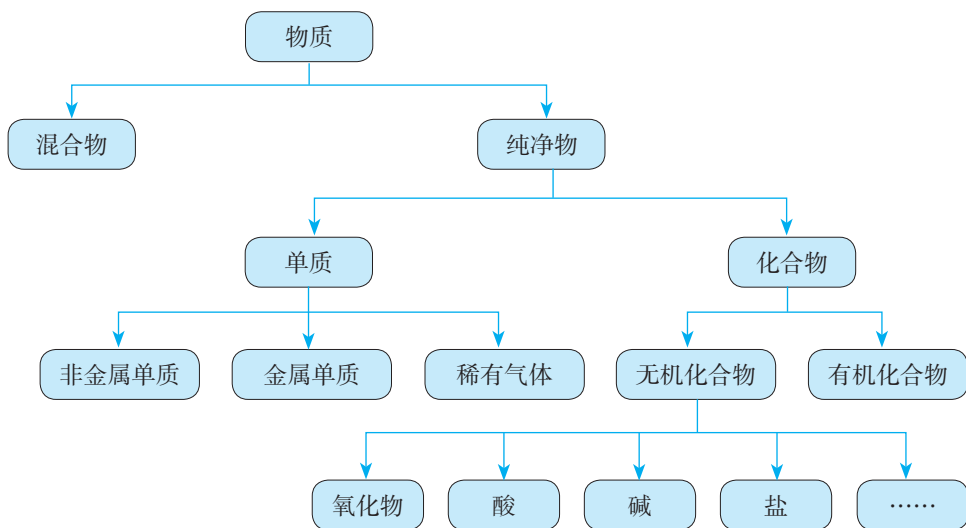 物质
混合物
纯净物
单质
化合物
非金属单质
金属单质
稀有气体
无机化合物
有机化合物
氧化物
酸
碱
盐
……